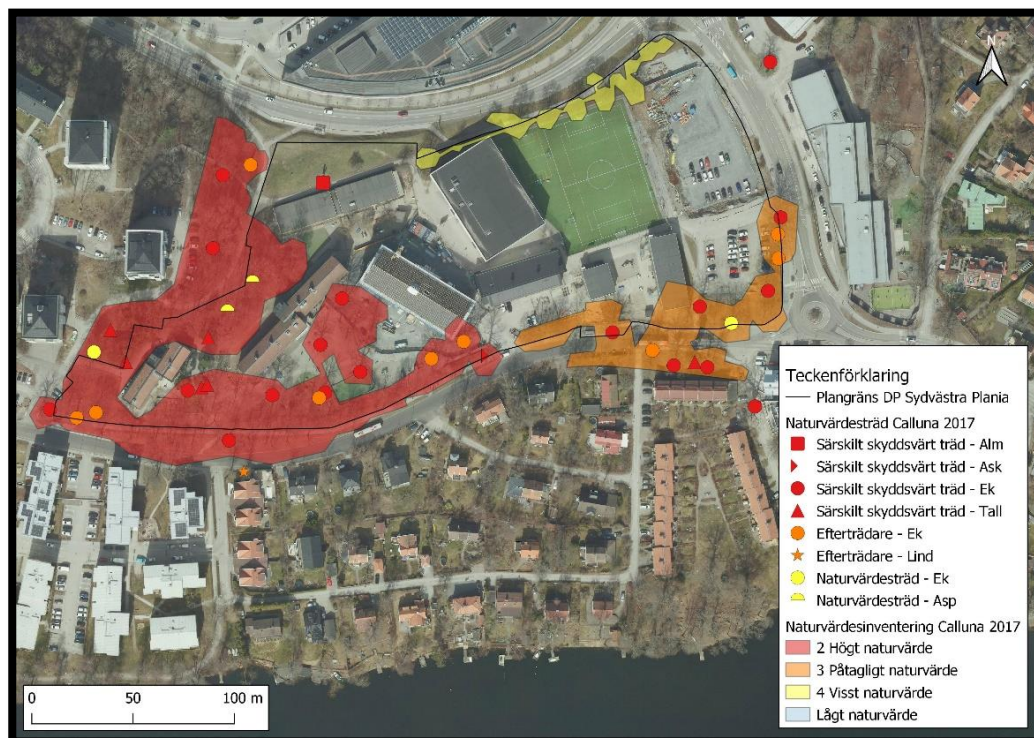 N
Teckenförklaring
Plangräns DP Sydvästra Plania
Naturvärdesträd Calluna 2017
Särskilt skyddsvärt träd - Alm
Särskilt skyddsvärt träd - Ask
Särskilt skyddsvärt träd - Ek
Särskilt skyddsvärt träd - Tall
Efterträdare - Ek
Efterträdare - Lind
Naturvärdesträd - Ek
Naturvärdesträd - Asp
Naturvärdesinventering Calluna 2017
2 Högt naturvärde
3 Påtagligt naturvärde
4 Visst naturvärde
Lågt naturvärde
0 50 100 m